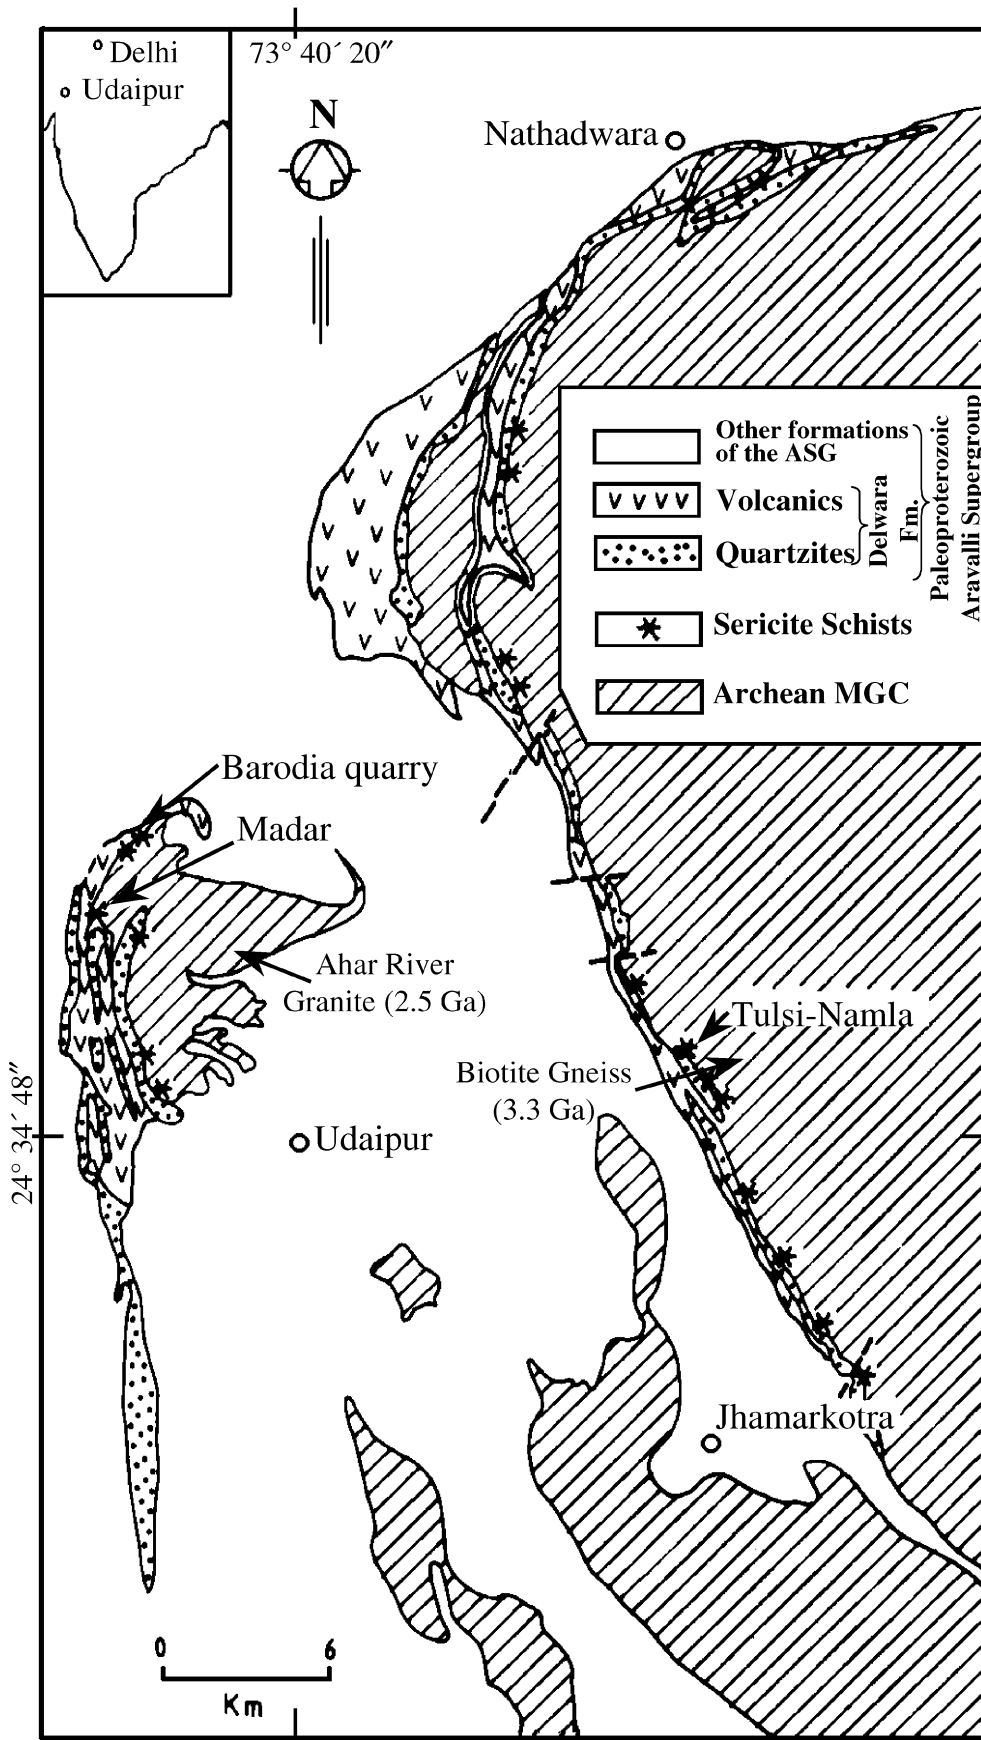 Delhi
Udaipur
73° 40´ 20″
N
Nathadwara
Other formations
of the ASG
Volcanics
Quartzites
Delwara
Fm.
Paleoproterozoic
Aravalli Supergroup
Sericite Schists
Archean MGC
Barodia quarry
Madar
Ahar River
Granite (2.5 Ga)
Tulsi-Namla
Biotite Gneiss
(3.3 Ga)
24° 34´ 48″
Udaipur
Jhamarkotra
0 6
Km